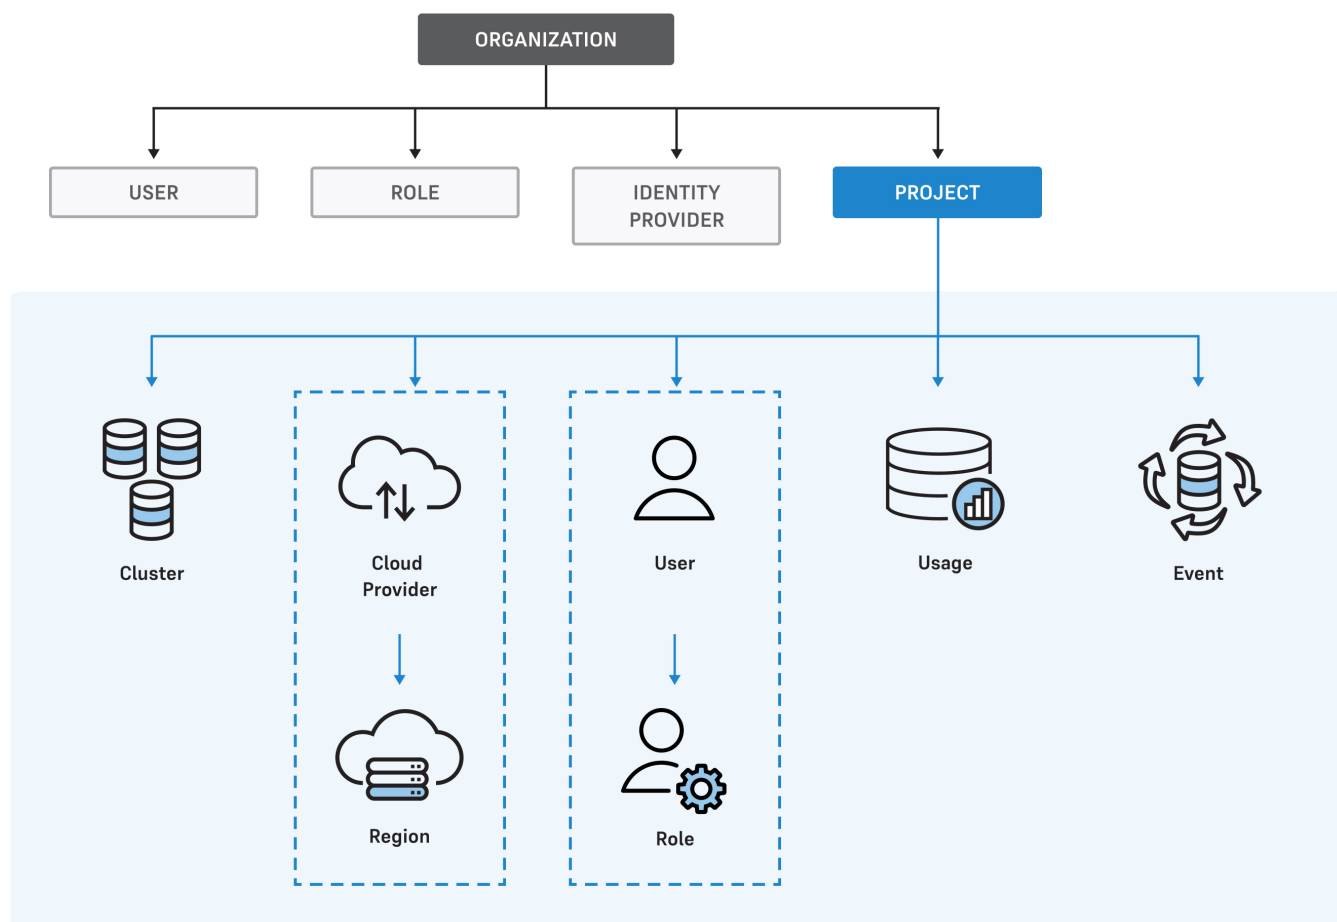 ORGANIZATION
USER
ROLE
IDENTITY
PROVIDER
PROJECT
Cluster
Cloud
Provider
User
Usage
Event
Region
Role